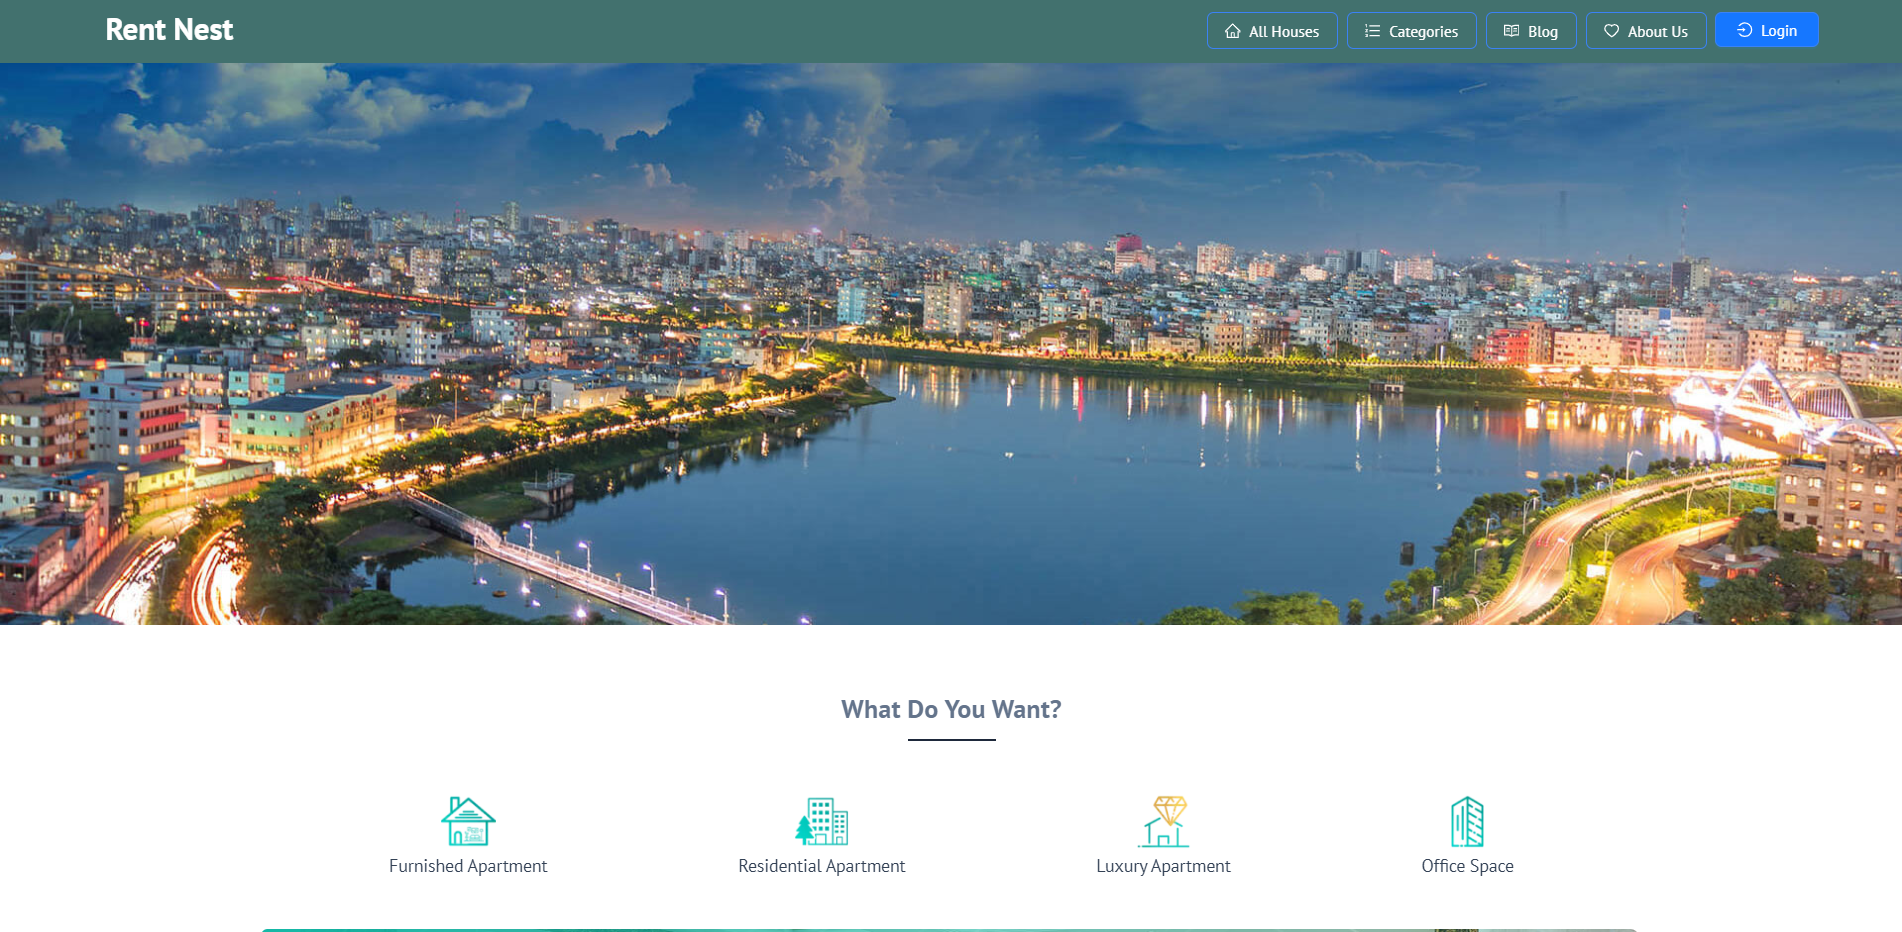 Rent Nest
All Houses
Categories
Blog
About Us
Login
What Do You Want?
Furnished Apartment
Residential Apartment
Luxury Apartment
Office Space